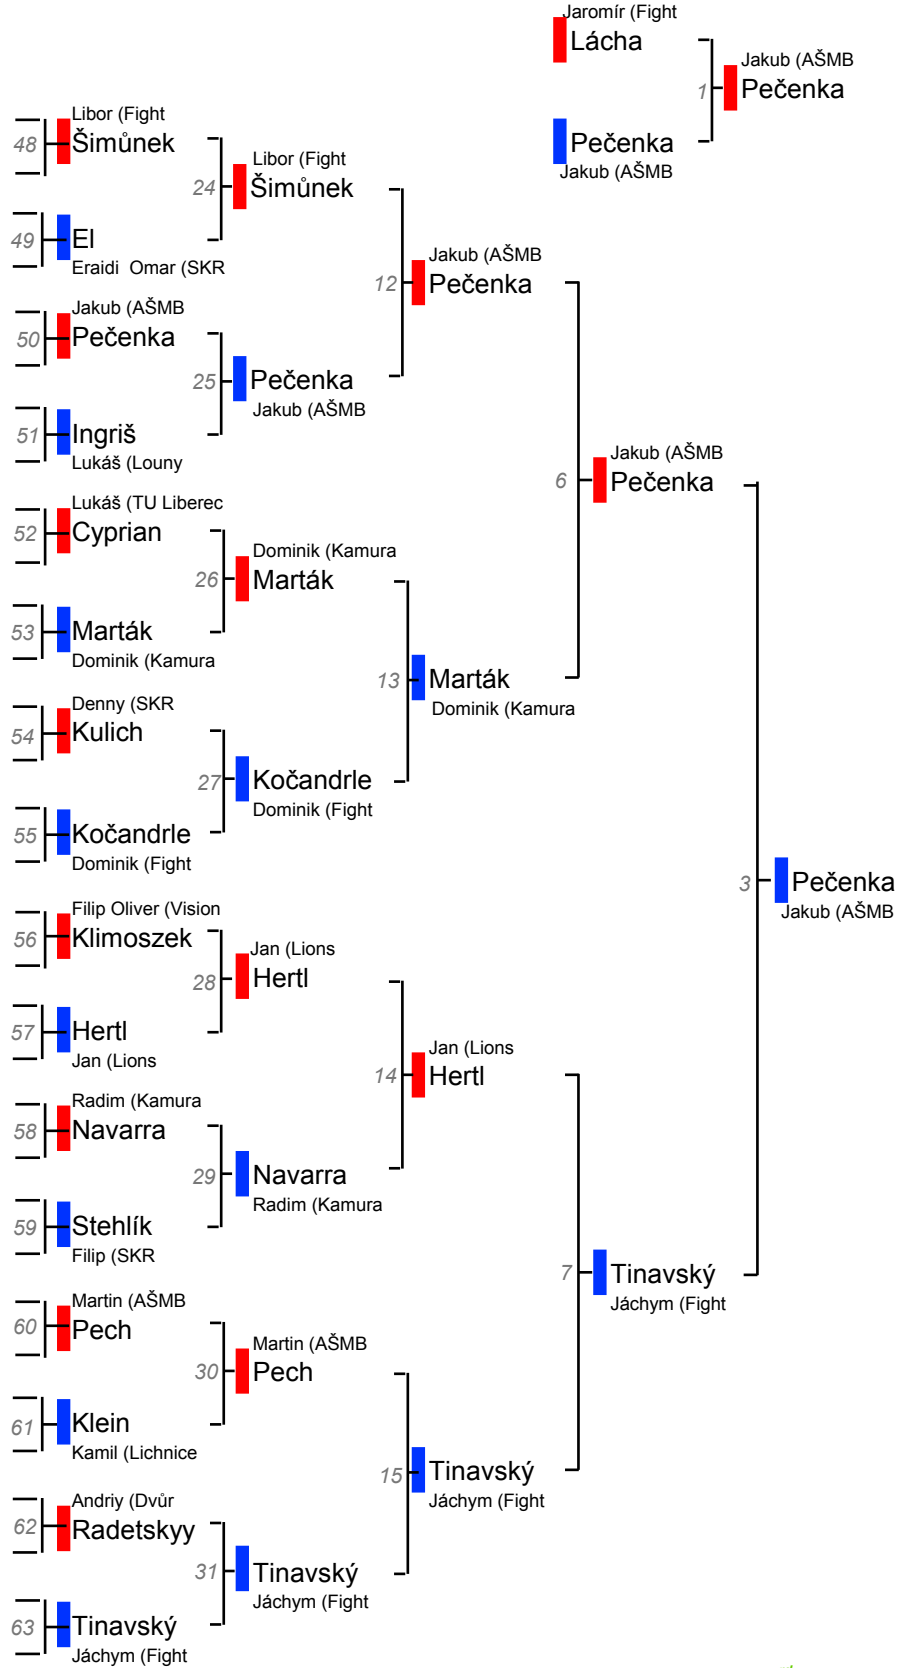 Jaromír (Fight
Lácha
1
Jakub (AŠMB
Pečenka
Pečenka
Jakub (AŠMB
48
Libor (Fight
Šimůnek
24
Libor (Fight
Šimůnek
49
El
Eraidi Omar (SKR
12
Jakub (AŠMB
Pečenka
50
Jakub (AŠMB
Pečenka
25
Pečenka
Jakub (AŠMB
51
Ingriš
Lukáš (Louny
6
Jakub (AŠMB
Pečenka
52
Lukáš (TU Liberec
Cyprian
26
Dominik (Kamura
Marták
53
Marták
Dominik (Kamura
13
Marták
Dominik (Kamura
54
Denny (SKR
Kulich
27
Kočandrle
Dominik (Fight
55
Kočandrle
Dominik (Fight
3
Pečenka
Jakub (AŠMB
56
Filip Oliver (Vision
Klimoszek
28
Jan (Lions
Hertl
57
Hertl
Jan (Lions
14
Jan (Lions
Hertl
58
Radim (Kamura
Navarra
29
Navarra
Radim (Kamura
59
Stehlík
Filip (SKR
7
Tinavský
Jáchym (Fight
60
Martin (AŠMB
Pech
30
Martin (AŠMB
Pech
61
Klein
Kamil (Lichnice
15
Tinavský
Jáchym (Fight
62
Andriy (Dvůr
Radetskyy
31
Tinavský
Jáchym (Fight
63
Tinavský
Jáchym (Fight